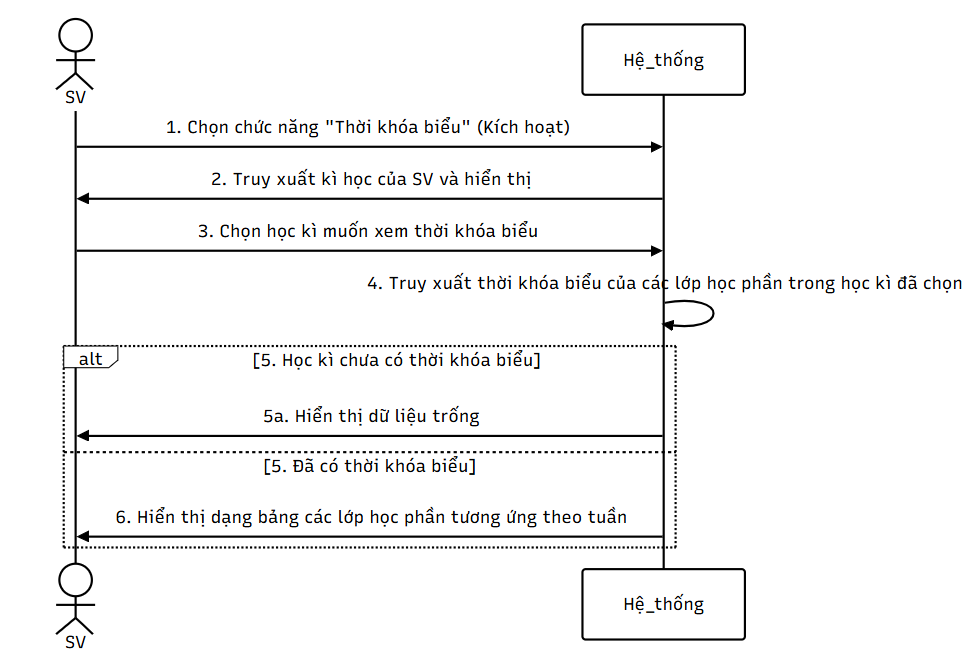 SV
Hệ_thống
1. Chọn chức năng "Thời khóa biểu" (Kích hoạt)
2. Truy xuất kì học của SV và hiển thị
3. Chọn học kì muốn xem thời khóa biểu
4. Truy xuất thời khóa biểu của các lớp học phần trong học kì đã chọn
alt
[5. Học kì chưa có thời khóa biểu]
5a. Hiển thị dữ liệu trống
[5. Đã có thời khóa biểu]
6. Hiển thị dạng bảng các lớp học phần tương ứng theo tuần
SV
Hệ_thống